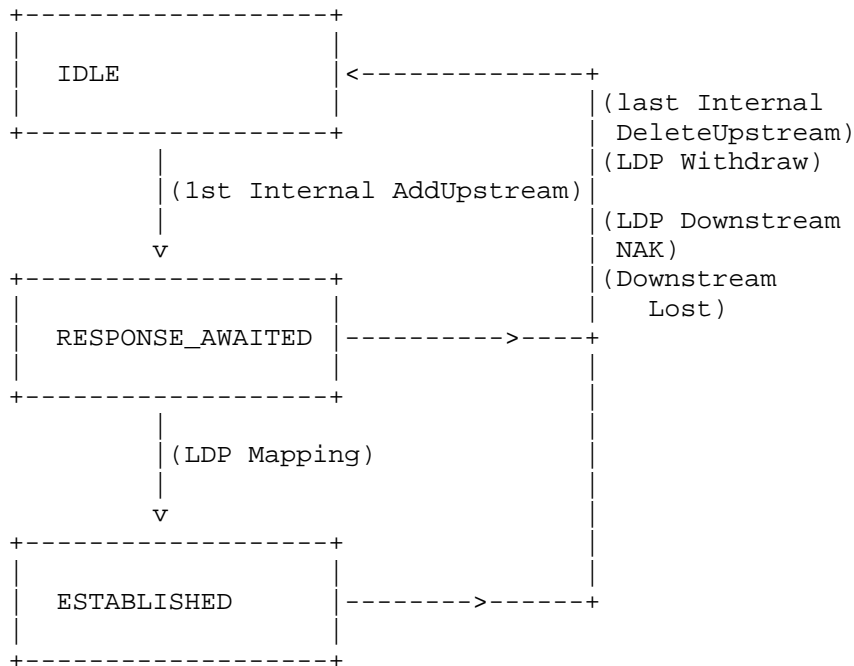 IDLE
(last Internal
DeleteUpstream)
(LDP Withdraw)
(1st Internal AddUpstream)
(LDP Downstream
NAK)
(Downstream
Lost)
RESPONSE_AWAITED
(LDP Mapping)
ESTABLISHED